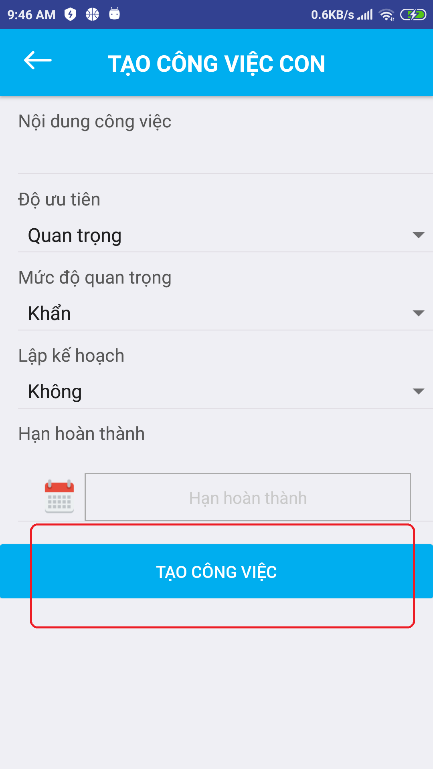 9:46 AM 0.6KB/s
TẠO CÔNG VIỆC CON
Nội dung công việc
Độ ưu tiên
Quan trọng
Mức độ quan trọng
Khẩn
Lập kế hoạch
Không
Hạn hoàn thành
Hạn hoàn thành
TẠO CÔNG VIỆC